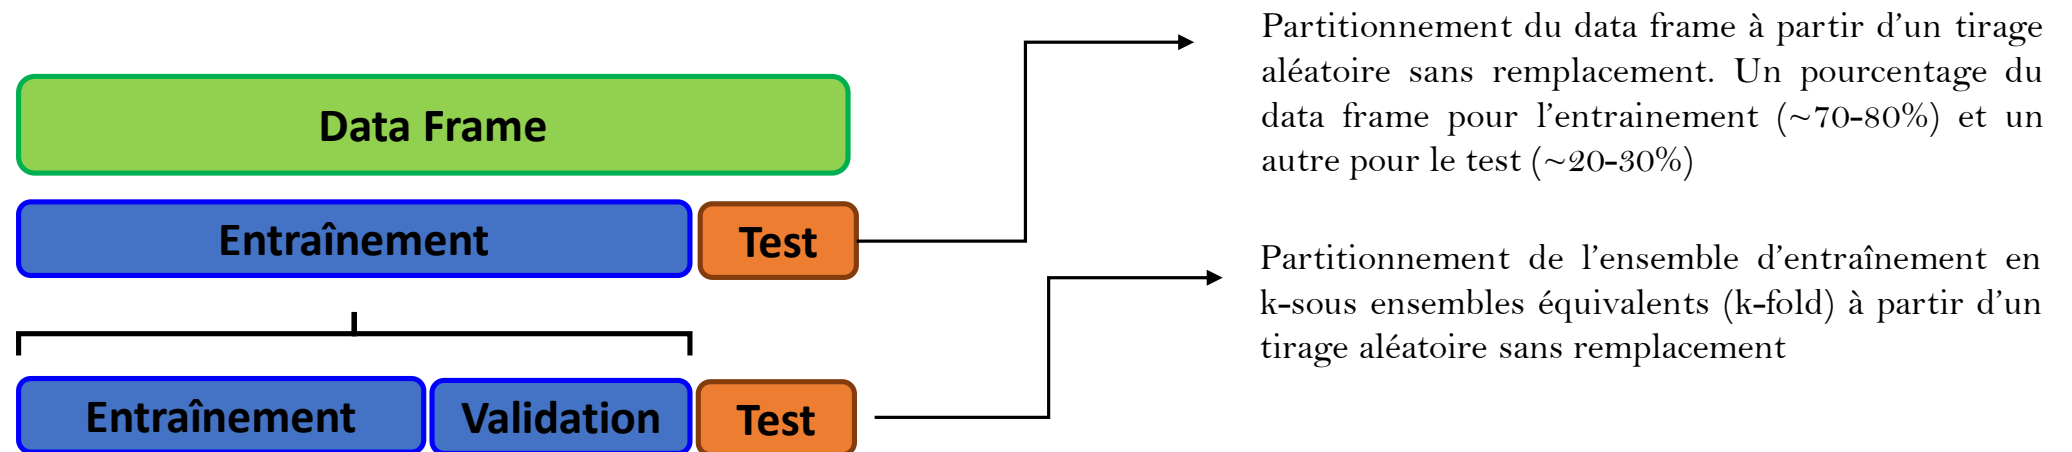 Data Frame
Entraînement
Test
Entraînement
Validation
Test
Partitionnement du data frame à partir d'un tirage
aléatoire sans remplacement. Un pourcentage du
data frame pour l'entrainement (~70-80%) et un
autre pour le test (~20-30%)
Partitionnement de l'ensemble d'entraînement en
k-sous ensembles équivalents (k-fold) à partir d'un
tirage aléatoire sans remplacement